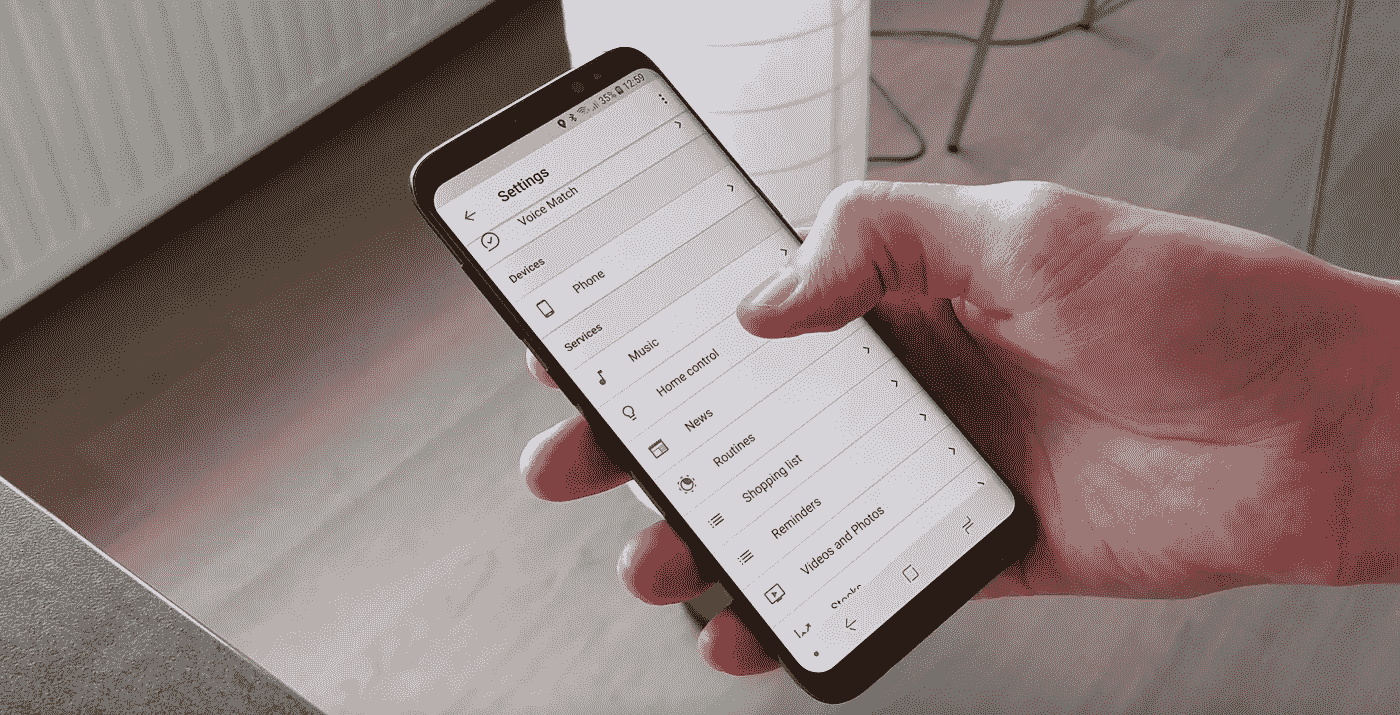 35% 12:59
Settings
Voice Match
Devices
Phone
Services
Music
Home control
News
Routines
Shopping list
Reminders
Videos and Photos
Stocks